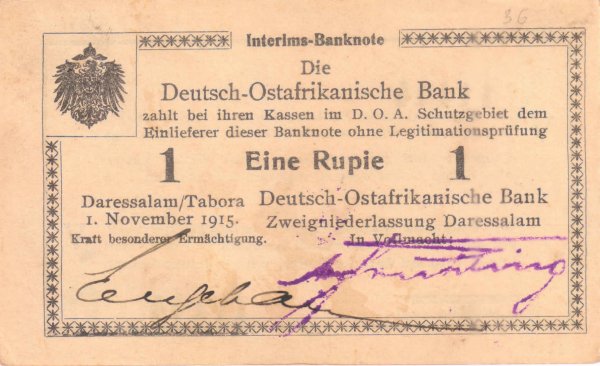 36
Interims-Banknote
Die
Deutsch-Ostafrikanische Bank
zahlt bei ihren Kassen im D. O. A. Schutzgebiet dem
Einlieferer dieser Banknote ohne Legitimationsprüfung
1 Eine Rupie 1
Daressalam/Tabora
1. November 1915.
Kraft besonderer Ermächtigung.
Deutsch-Ostafrikanische Bank
Zweigniederlassung Daressalam
In Vollmacht: